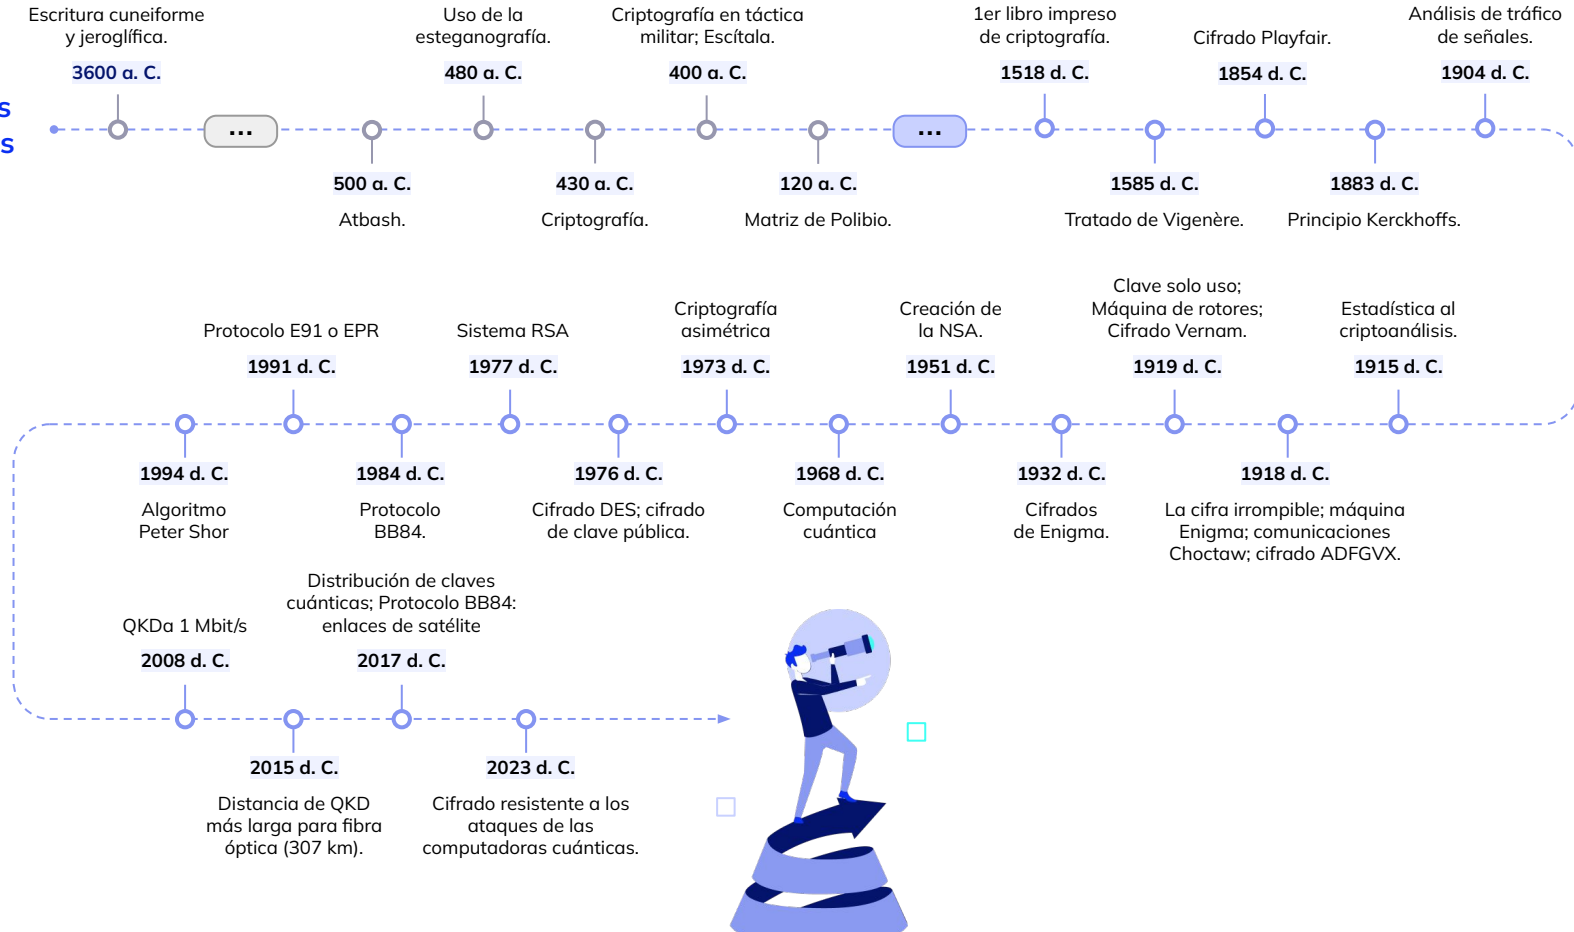 Escritura cuneiforme
y jeroglífica.
3600 a. C.
...
500 a. C.
Atbash.
Uso de la
esteganografía.
480 a. C.
430 a. C.
Criptografía.
Criptografía en táctica
militar; Escítala.
400 a. C.
120 a. C.
Matriz de Polibio.
...
1er libro impreso
de criptografía.
1518 d. C.
1585 d. C.
Tratado de Vigenère.
Cifrado Playfair.
1854 d. C.
1883 d. C.
Principio Kerckhoffs.
Análisis de tráfico
de señales.
1904 d. C.
S
S
Estadística al
criptoanálisis.
1915 d. C.
1918 d. C.
La cifra irrompible; máquina
Enigma; comunicaciones
Choctaw; cifrado ADFGVX.
Clave solo uso;
Máquina de rotores;
Cifrado Vernam.
1919 d. C.
1932 d. C.
Cifrados
de Enigma.
Creación de
la NSA.
1951 d. C.
1968 d. C.
Computación
cuántica
Criptografía
asimétrica
1973 d. C.
1976 d. C.
Cifrado DES; cifrado
de clave pública.
Sistema RSA
1977 d. C.
1984 d. C.
Protocolo
BB84.
Protocolo E91 o EPR
1991 d. C.
1994 d. C.
Algoritmo
Peter Shor
QKDa 1 Mbit/s
2008 d. C.
2015 d. C.
Distancia de QKD
más larga para fibra
óptica (307 km).
Distribución de claves
cuánticas; Protocolo BB84:
enlaces de satélite
2017 d. C.
2023 d. C.
Cifrado resistente a los
ataques de las
computadoras cuánticas.